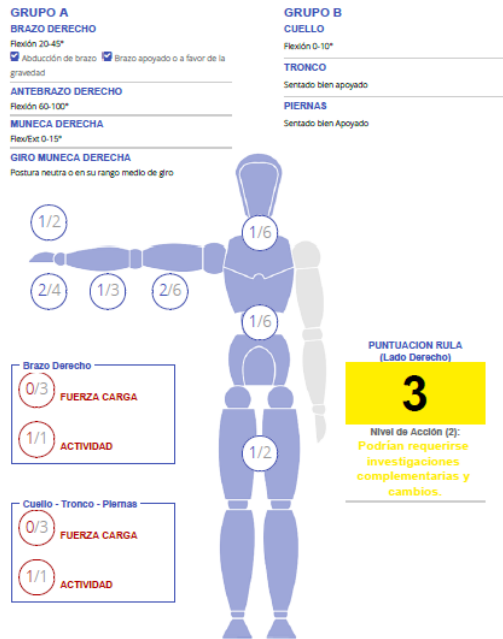 GRUPO A
BRAZO DERECHO
Flexión 20-45°
Abducción de brazo Brazo apoyado o a favor de la
gravedad
ANTEBRAZO DERECHO
Flexión 60-100°
MUNECA DERECHA
Flex/Ext 0-15°
GIRO MUNECA DERECHA
Postura neutra o en su rango medio de giro
GRUPO B
CUELLO
Flexión 0-10°
TRONCO
Sentado bien apoyado
PIERNAS
Sentado bien Apoyado
1/2
2/4
1/3
2/6
1/6
1/6
1/2
Brazo Derecho
0/3 FUERZA CARGA
1/1 ACTIVIDAD
Cuello - Tronco - Piernas
0/3 FUERZA CARGA
1/1 ACTIVIDAD
PUNTUACION RULA
(Lado Derecho)
3
Nivel de Acción (2):
Podrían requerirse
investigaciones
complementarias y
cambios.